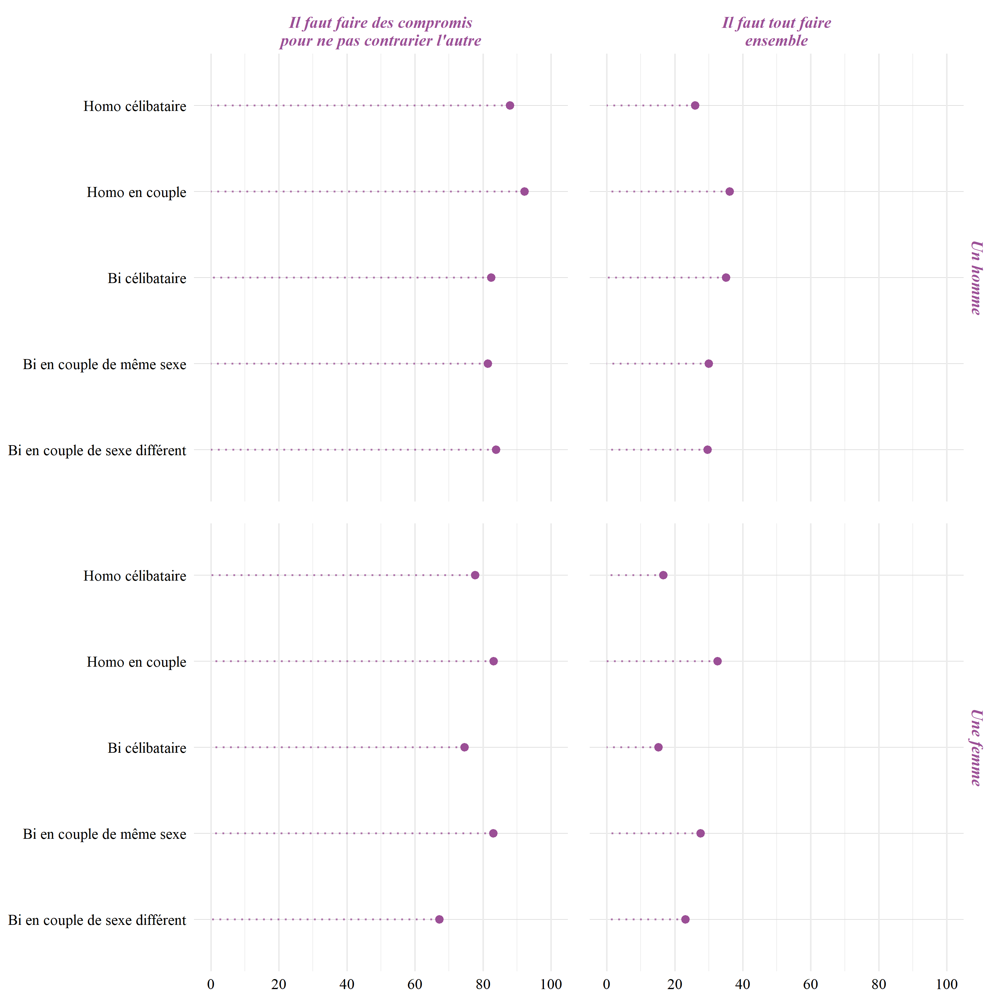 Il faut faire des compromis
pour ne pas contrarier l'autre
Il faut tout faire
ensemble
Homo célibataire
Homo en couple
Bi célibataire
Bi en couple de même sexe
Bi en couple de sexe différent
Un homme
Homo célibataire
Homo en couple
Bi célibataire
Bi en couple de même sexe
Bi en couple de sexe différent
Une femme
0 20 40 60 80 100
0 20 40 60 80 100